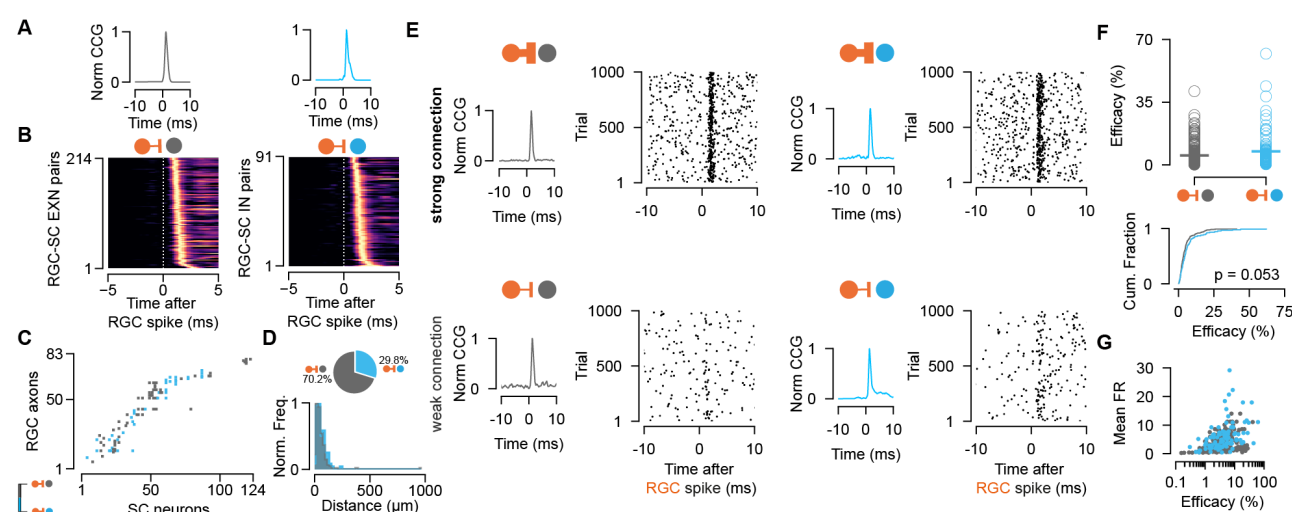 A
Norm CCG
1
0
-10 0 10
Time (ms)
1
0
-10 0 10
Time (ms)
B
RGC-SC EXN pairs
214
1
−5 0 5
Time after
RGC spike (ms)
RGC-SC IN pairs
91
1
−5 0 5
Time after
RGC spike (ms)
C
RGC axons
83
50
1
1 50 100 124
SC neurons
D
70.2%
29.8%
Norm. Freq.
1
0
0 500 1000
Distance (µm)
E
strong connection
Norm CCG
1
0
-10 0 10
Time (ms)
Trial
1000
500
1
-10 0 10
Norm CCG
1
0
-10 0 10
Time (ms)
Trial
1000
500
1
-10 0 10
weak connection
Norm CCG
1
0
-10 0 10
Time (ms)
Trial
1000
500
1
-10 0 10
Time after
RGC spike (ms)
Norm CCG
1
0
-10 0 10
Time (ms)
Trial
1000
500
1
-10 0 10
Time after
RGC spike (ms)
F
Efficacy (%)
70
35
0
Cum. Fraction
1
0
p = 0.053
0 25 50 75
Efficacy (%)
G
Mean FR
30
20
10
0
0.1 1 10 100
Efficacy (%)